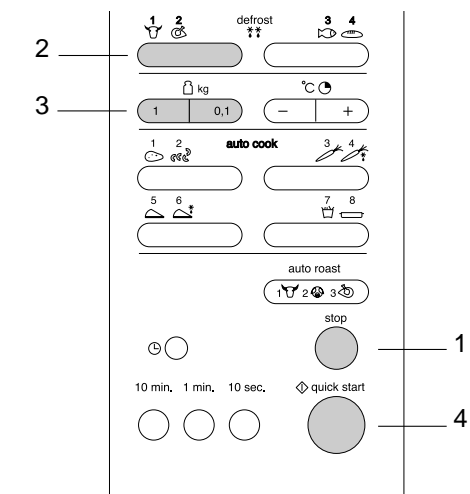 1 2 defrost 3 4
2
kg °C
3
1 0,1 − +
1 2 auto cook 3 4
5 6 7 8
auto roast
1 2 3
stop
1
10 min. 1 min. 10 sec. quick start
4